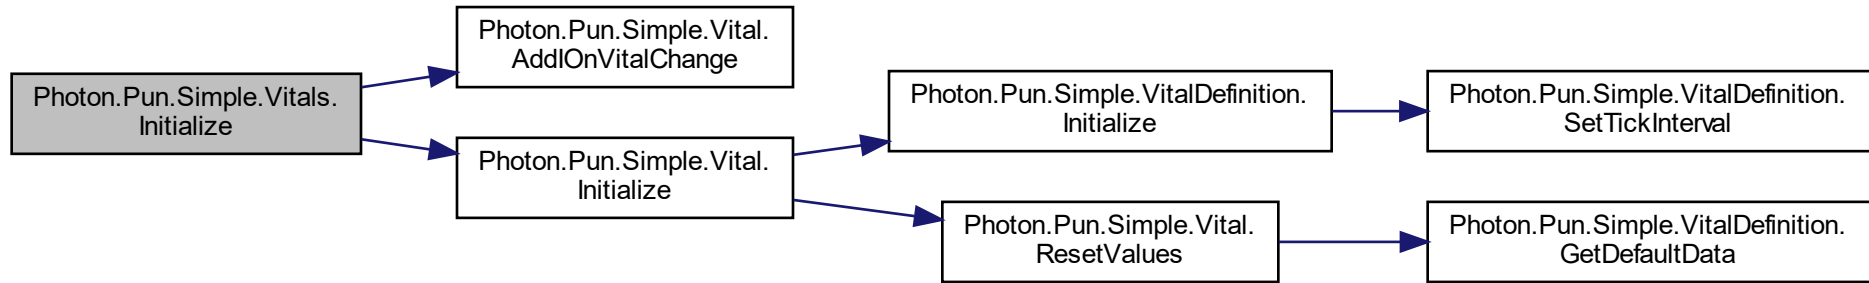 Photon.Pun.Simple.Vitals.
Initialize
Photon.Pun.Simple.Vital.
AddIOnVitalChange
Photon.Pun.Simple.Vital.
Initialize
Photon.Pun.Simple.VitalDefinition.
Initialize
Photon.Pun.Simple.Vital.
ResetValues
Photon.Pun.Simple.VitalDefinition.
SetTickInterval
Photon.Pun.Simple.VitalDefinition.
GetDefaultData